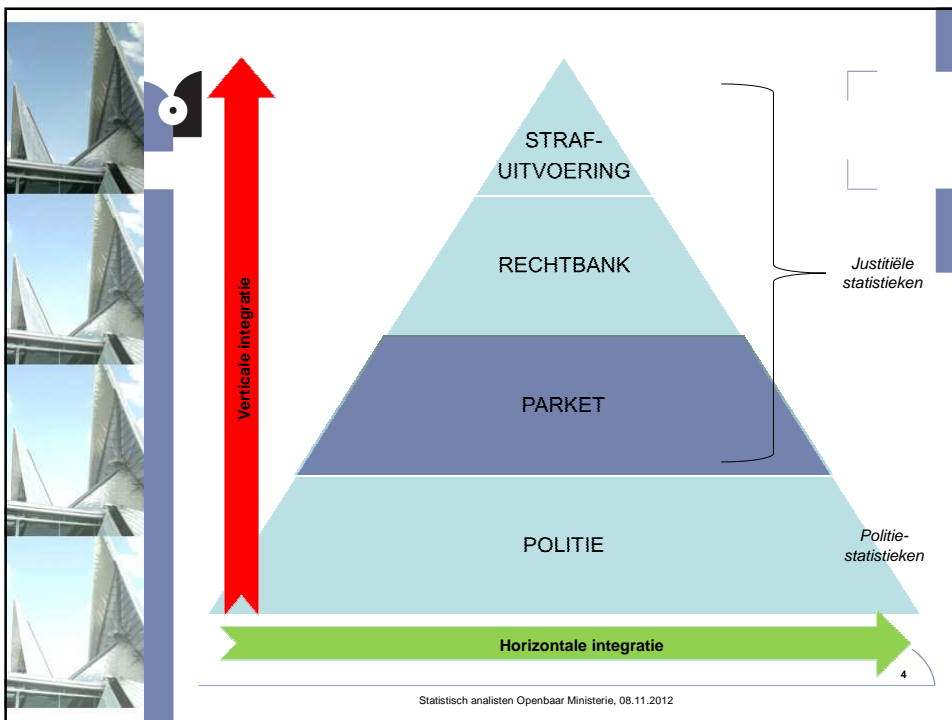 STRAF-
UITVOERING
RECHTBANK
Justitiële
statistieken
Verticale integratie
PARKET
POLITIE
Politie-
statistieken
Horizontale integratie
4
Statistisch analisten Openbaar Ministerie, 08.11.2012